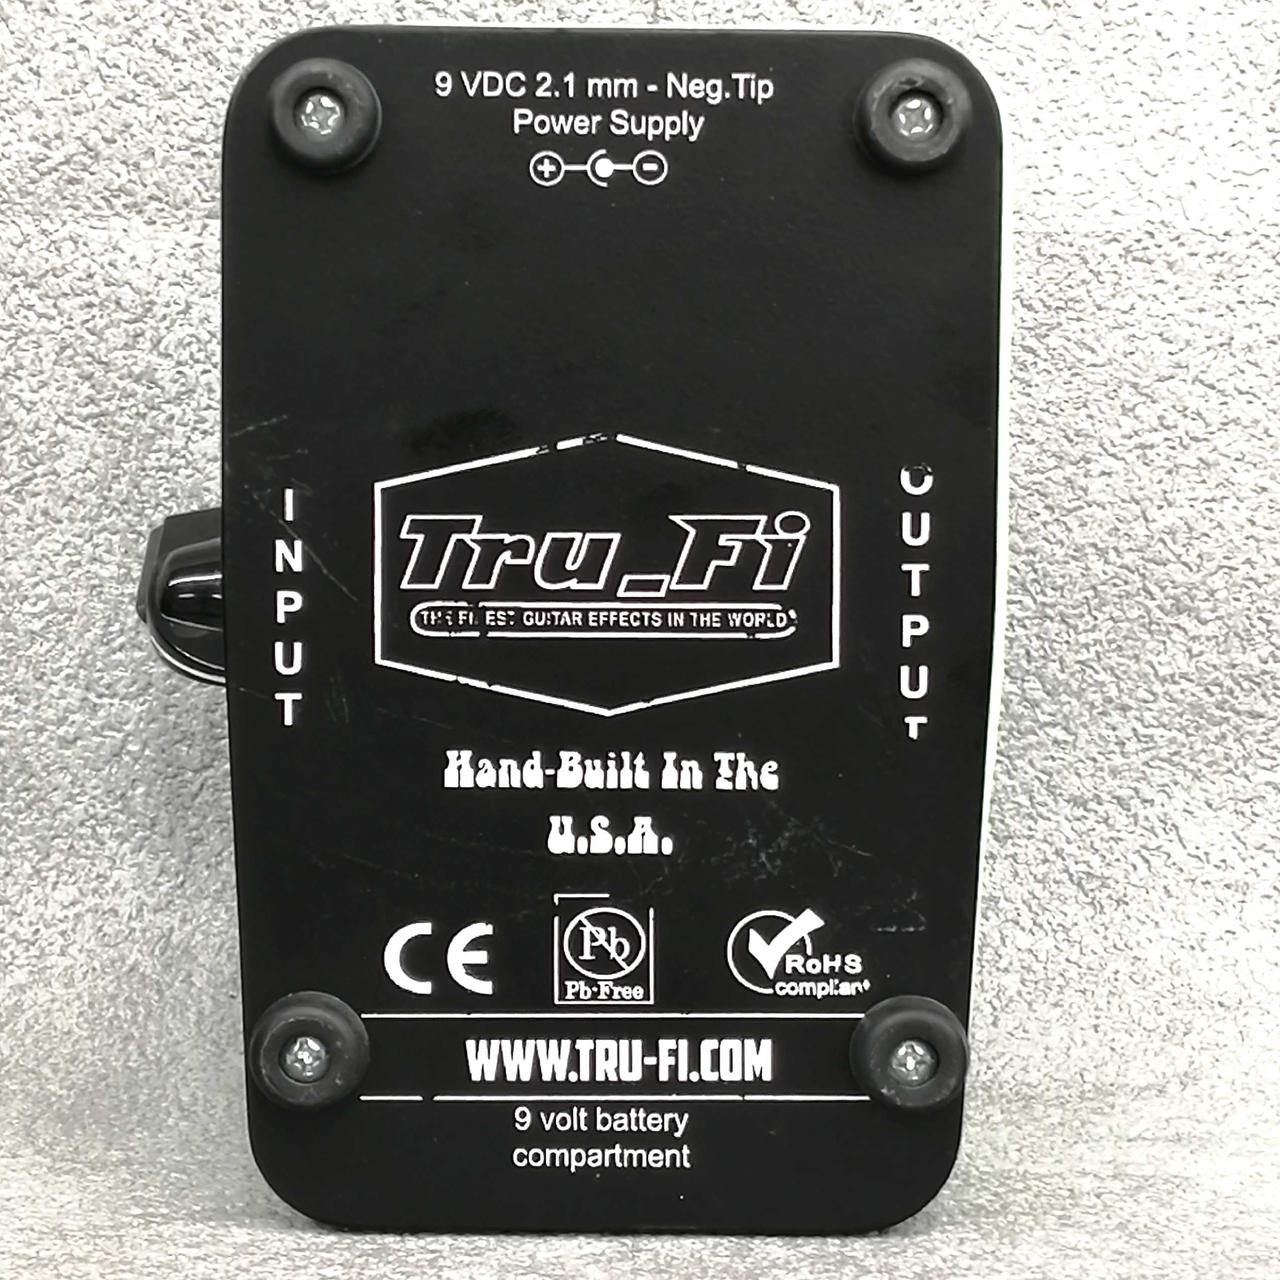 9 VDC 2.1 mm - Neg.Tip
Power Supply
INPUT
OUTPUT
Tru_Fi
THE FINEST GUITAR EFFECTS IN THE WORLD
Hand-Built In The
U.S.A.
CE
Pb
Pb-Free
RoHS
compliant
WWW.TRU-FI.COM
9 volt battery
compartment